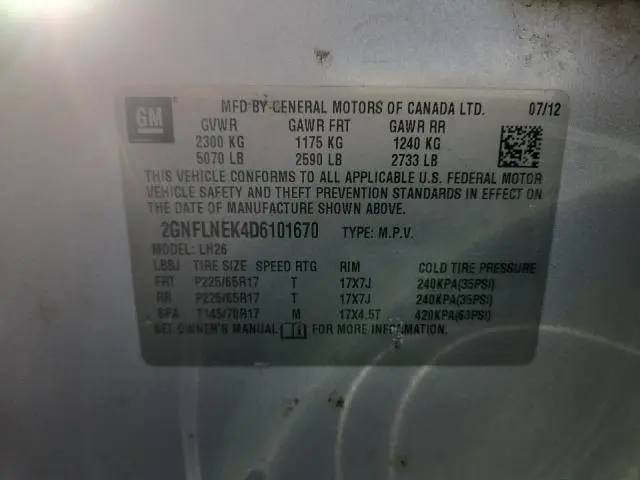 GM MFD BY GENERAL MOTORS OF CANADA LTD. 07/12
GVWR GAWR FRT GAWR RR
2300 KG 1175 KG 1240 KG
5070 LB 2590 LB 2733 LB
THIS VEHICLE CONFORMS TO ALL APPLICABLE U.S. FEDERAL MOTOR
VEHICLE SAFETY AND THEFT PREVENTION STANDARDS IN EFFECT ON
THE DATE OF MANUFACTURE SHOWN ABOVE.
2GNFLNEK4D6101670 TYPE: M.P.V.
MODEL: LH26
LBBJ TIRE SIZE SPEED RTG RIM COLD TIRE PRESSURE
FRT P225/65R17 T 17X7J 240KPA(35PSI)
RR P225/65R17 T 17X7J 240KPA(35PSI)
SPA T145/70R17 M 17X4.5T 420KPA(60PSI)
SEE OWNER'S MANUAL FOR MORE INFORMATION.